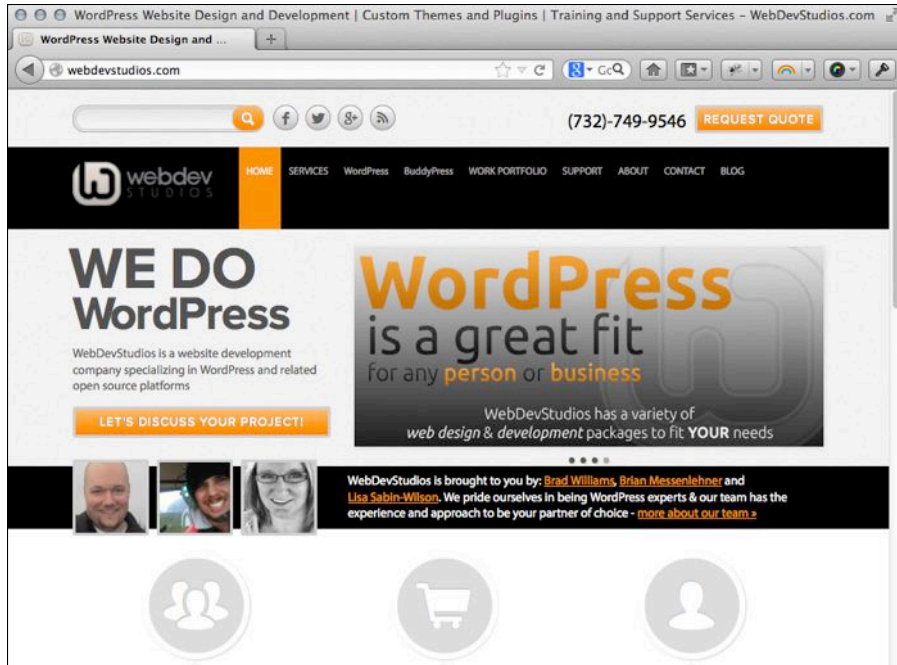 WordPress Website Design and Development | Custom Themes and Plugins | Training and Support Services – WebDevStudios.com
WordPress Website Design and ...
webdevstudios.com
(732)-749-9546
REQUEST QUOTE
webdev
STUDIOS
HOME
SERVICES
WordPress
BuddyPress
WORK PORTFOLIO
SUPPORT
ABOUT
CONTACT
BLOG
WE DO
WordPress
WebDevStudios is a website development
company specializing in WordPress and related
open source platforms
LET'S DISCUSS YOUR PROJECT!
WordPress
is a great fit
for any person or business
WebDevStudios has a variety of
web design & development packages to fit YOUR needs
WebDevStudios is brought to you by: Brad Williams, Brian Messenlehner and
Lisa Sabin-Wilson. We pride ourselves in being WordPress experts & our team has the
experience and approach to be your partner of choice - more about our team »